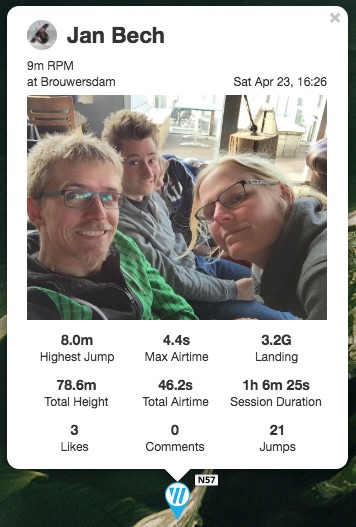 ×
Jan Bech
9m RPM
at Brouwersdam Sat Apr 23, 16:26
8.0m 4.4s 3.2G
Highest Jump Max Airtime Landing
78.6m 46.2s 1h 6m 25s
Total Height Total Airtime Session Duration
3 0 21
Likes Comments Jumps
N57